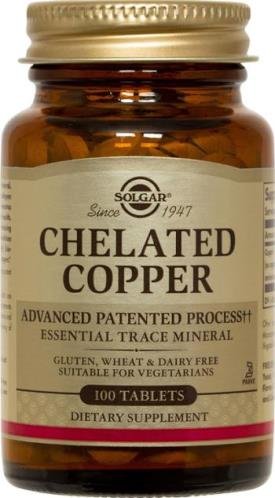 SOLGAR®
Since 1947
CHELATED
COPPER
ADVANCED PATENTED PROCESS††
ESSENTIAL TRACE MINERAL
GLUTEN, WHEAT & DAIRY FREE
SUITABLE FOR VEGETARIANS
PARVE
100 TABLETS
DIETARY SUPPLEMENT